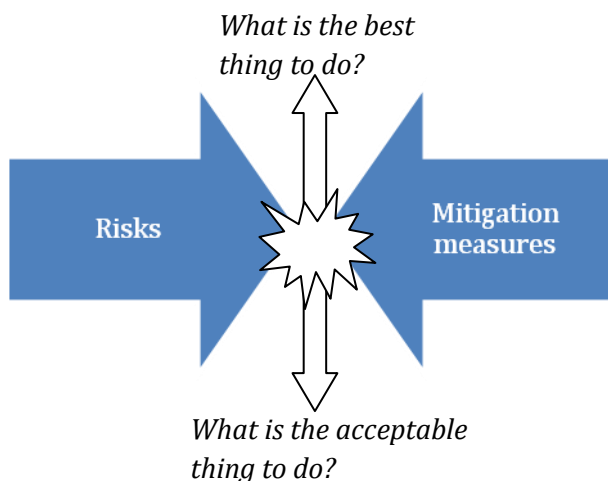 What is the best
thing to do?
Risks
Mitigation
measures
What is the acceptable
thing to do?